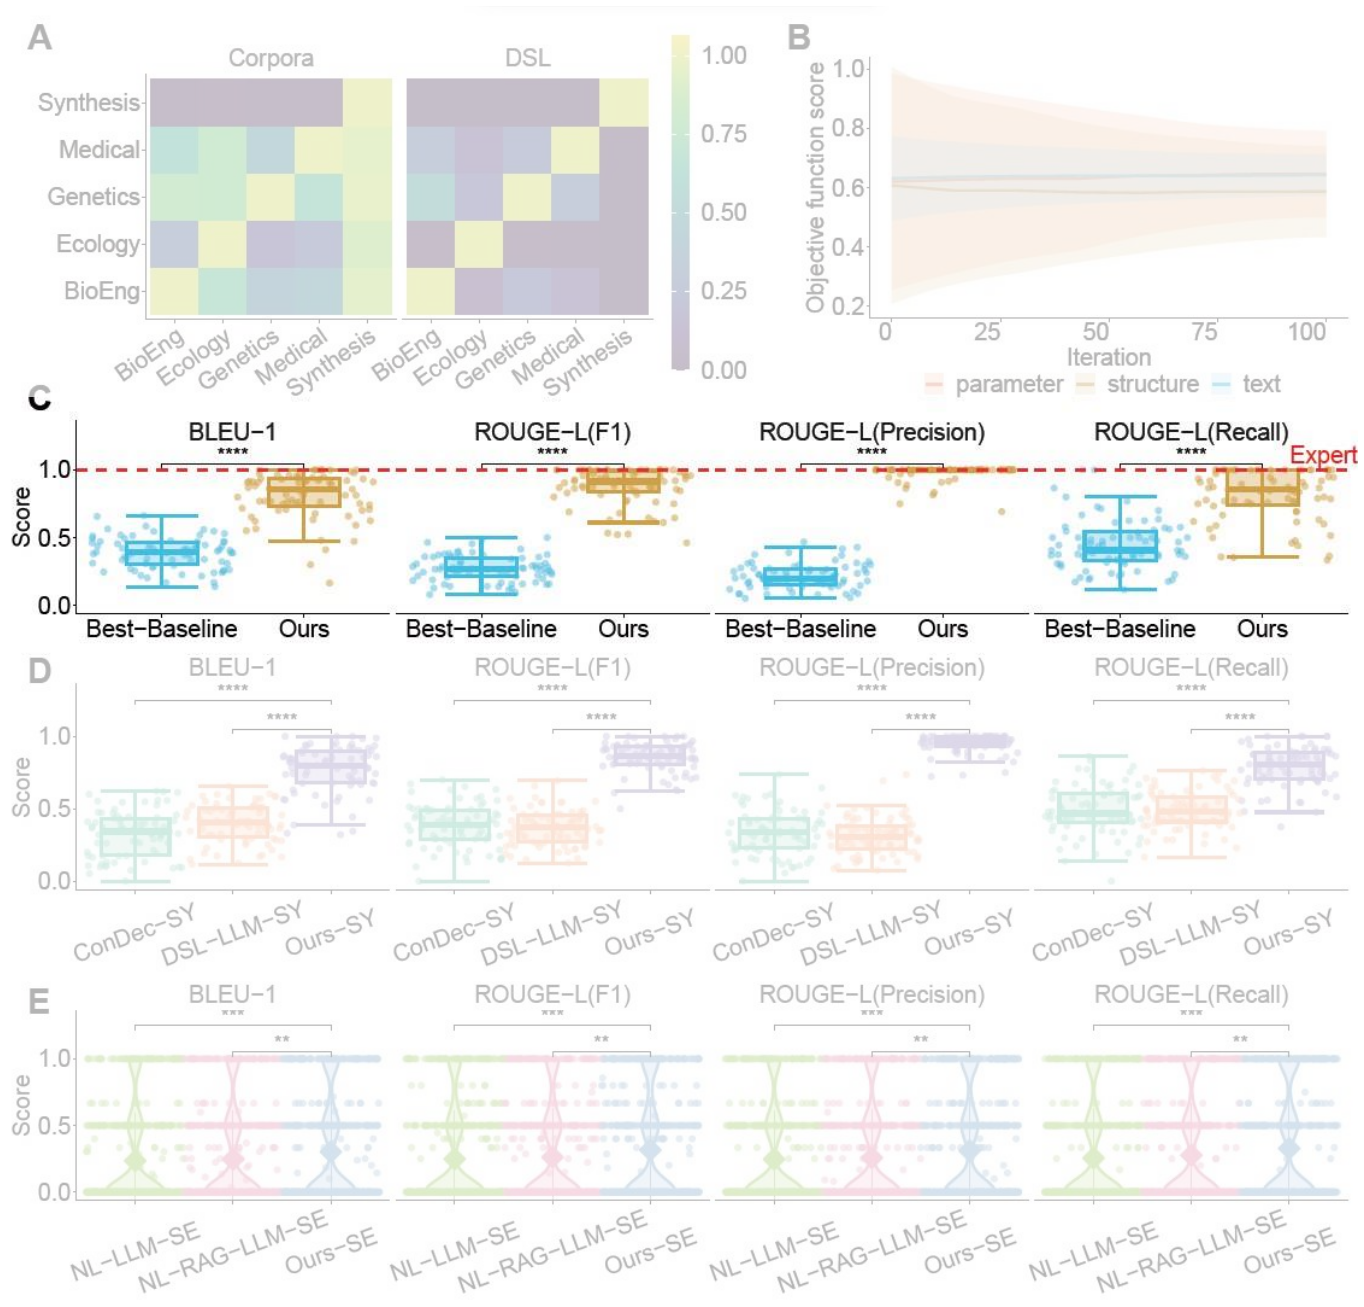 A
B
Corpora
DSL
Synthesis
Medical
Genetics
Ecology
BioEng
BioEng
Ecology
Genetics
Medical
Synthesis
BioEng
Ecology
Genetics
Medical
Synthesis
1.00
0.75
0.50
0.25
0.00
Objective function score
1.0
0.8
0.6
0.4
0.2
0
25
50
75
100
Iteration
parameter
structure
text
C
BLEU−1
ROUGE−L(F1)
ROUGE−L(Precision)
ROUGE−L(Recall)
****
****
****
****
Expert
Score
1.0
0.5
0.0
Best−Baseline
Ours
Best−Baseline
Ours
Best−Baseline
Ours
Best−Baseline
Ours
D
BLEU−1
ROUGE−L(F1)
ROUGE−L(Precision)
ROUGE−L(Recall)
****
****
****
****
****
****
****
****
Score
1.0
0.5
0.0
ConDec−SY
DSL−LLM−SY
Ours−SY
ConDec−SY
DSL−LLM−SY
Ours−SY
ConDec−SY
DSL−LLM−SY
Ours−SY
ConDec−SY
DSL−LLM−SY
Ours−SY
E
BLEU−1
ROUGE−L(F1)
ROUGE−L(Precision)
ROUGE−L(Recall)
***
***
***
***
**
**
**
**
Score
1.0
0.5
0.0
NL−LLM−SE
NL−RAG−LLM−SE
Ours−SE
NL−LLM−SE
NL−RAG−LLM−SE
Ours−SE
NL−LLM−SE
NL−RAG−LLM−SE
Ours−SE
NL−LLM−SE
NL−RAG−LLM−SE
Ours−SE